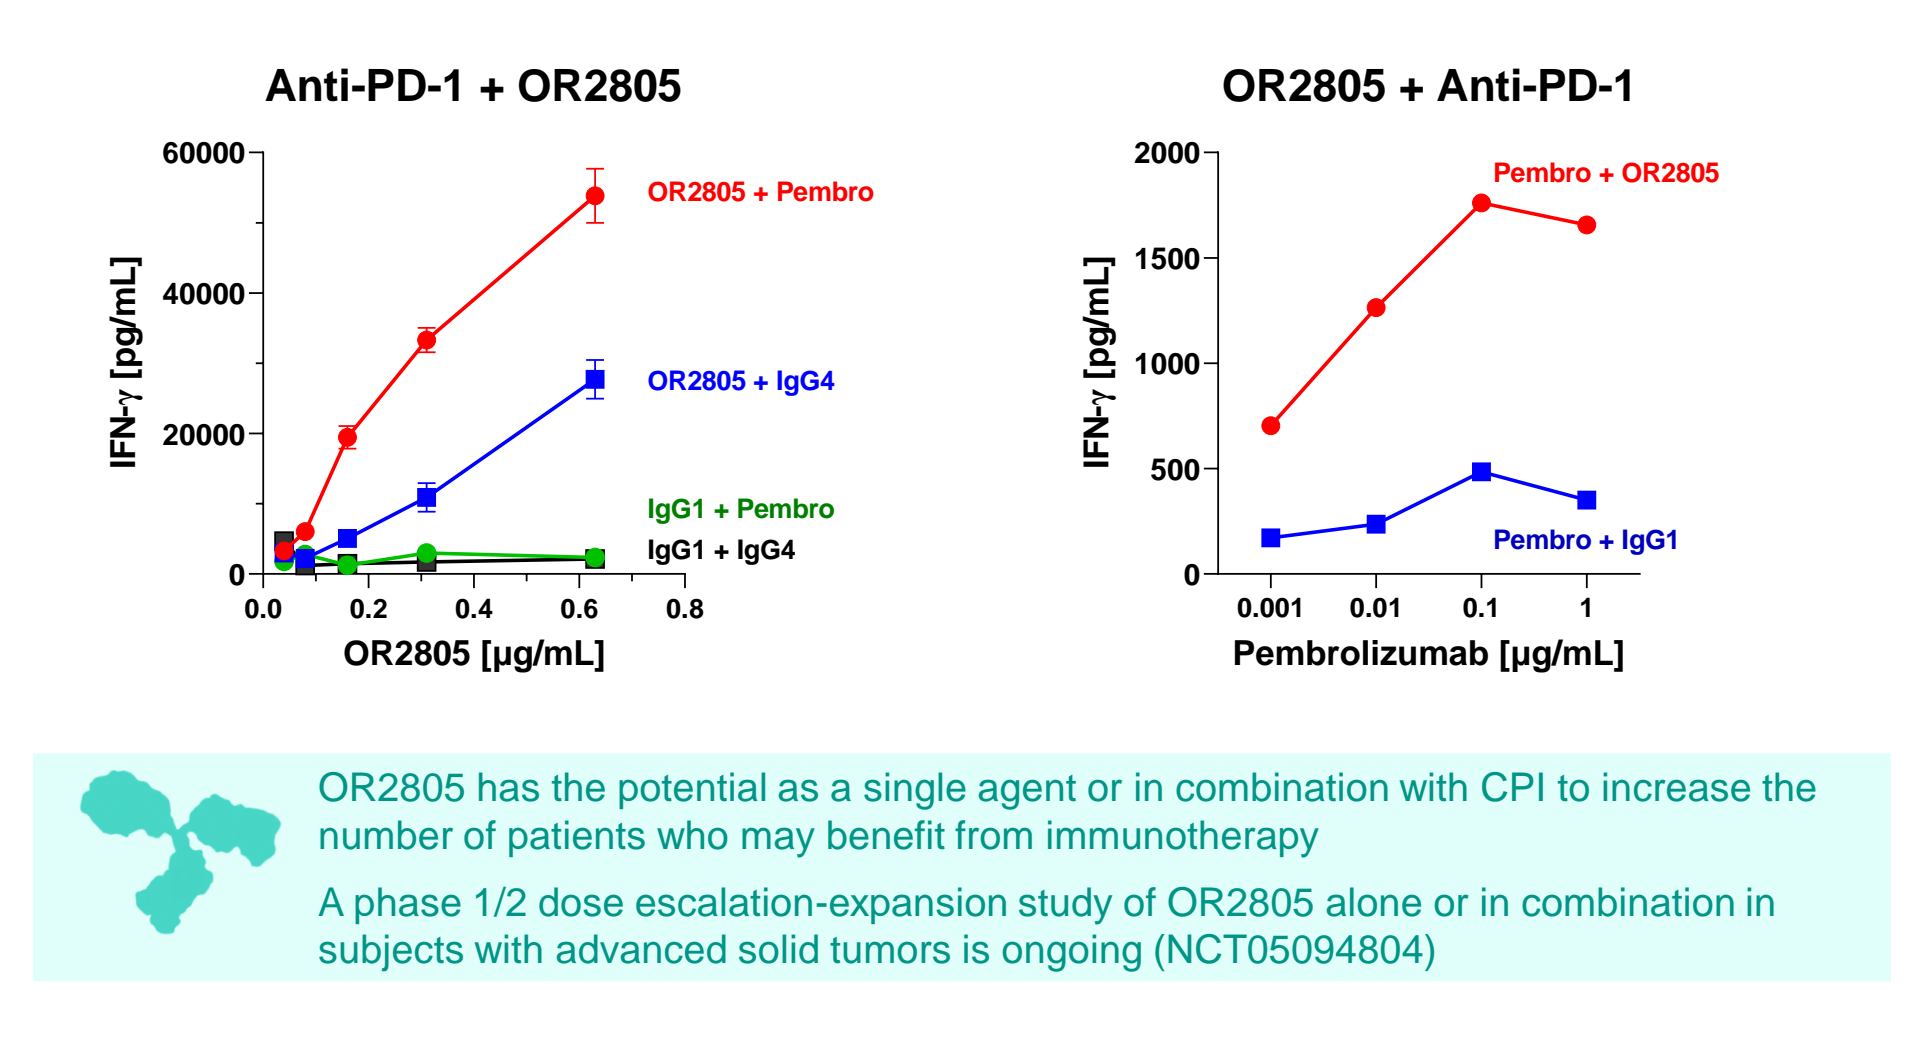 Anti-PD-1 + OR2805
60000
40000
20000
0
IFN-γ [pg/mL]
0.0
0.2
0.4
0.6
0.8
OR2805 [µg/mL]
OR2805 + Pembro
OR2805 + IgG4
IgG1 + Pembro
IgG1 + IgG4
OR2805 + Anti-PD-1
2000
1500
1000
500
0
IFN-γ [pg/mL]
0.001
0.01
0.1
1
Pembrolizumab [µg/mL]
Pembro + OR2805
Pembro + IgG1
OR2805 has the potential as a single agent or in combination with CPI to increase the
number of patients who may benefit from immunotherapy
A phase 1/2 dose escalation-expansion study of OR2805 alone or in combination in
subjects with advanced solid tumors is ongoing (NCT05094804)